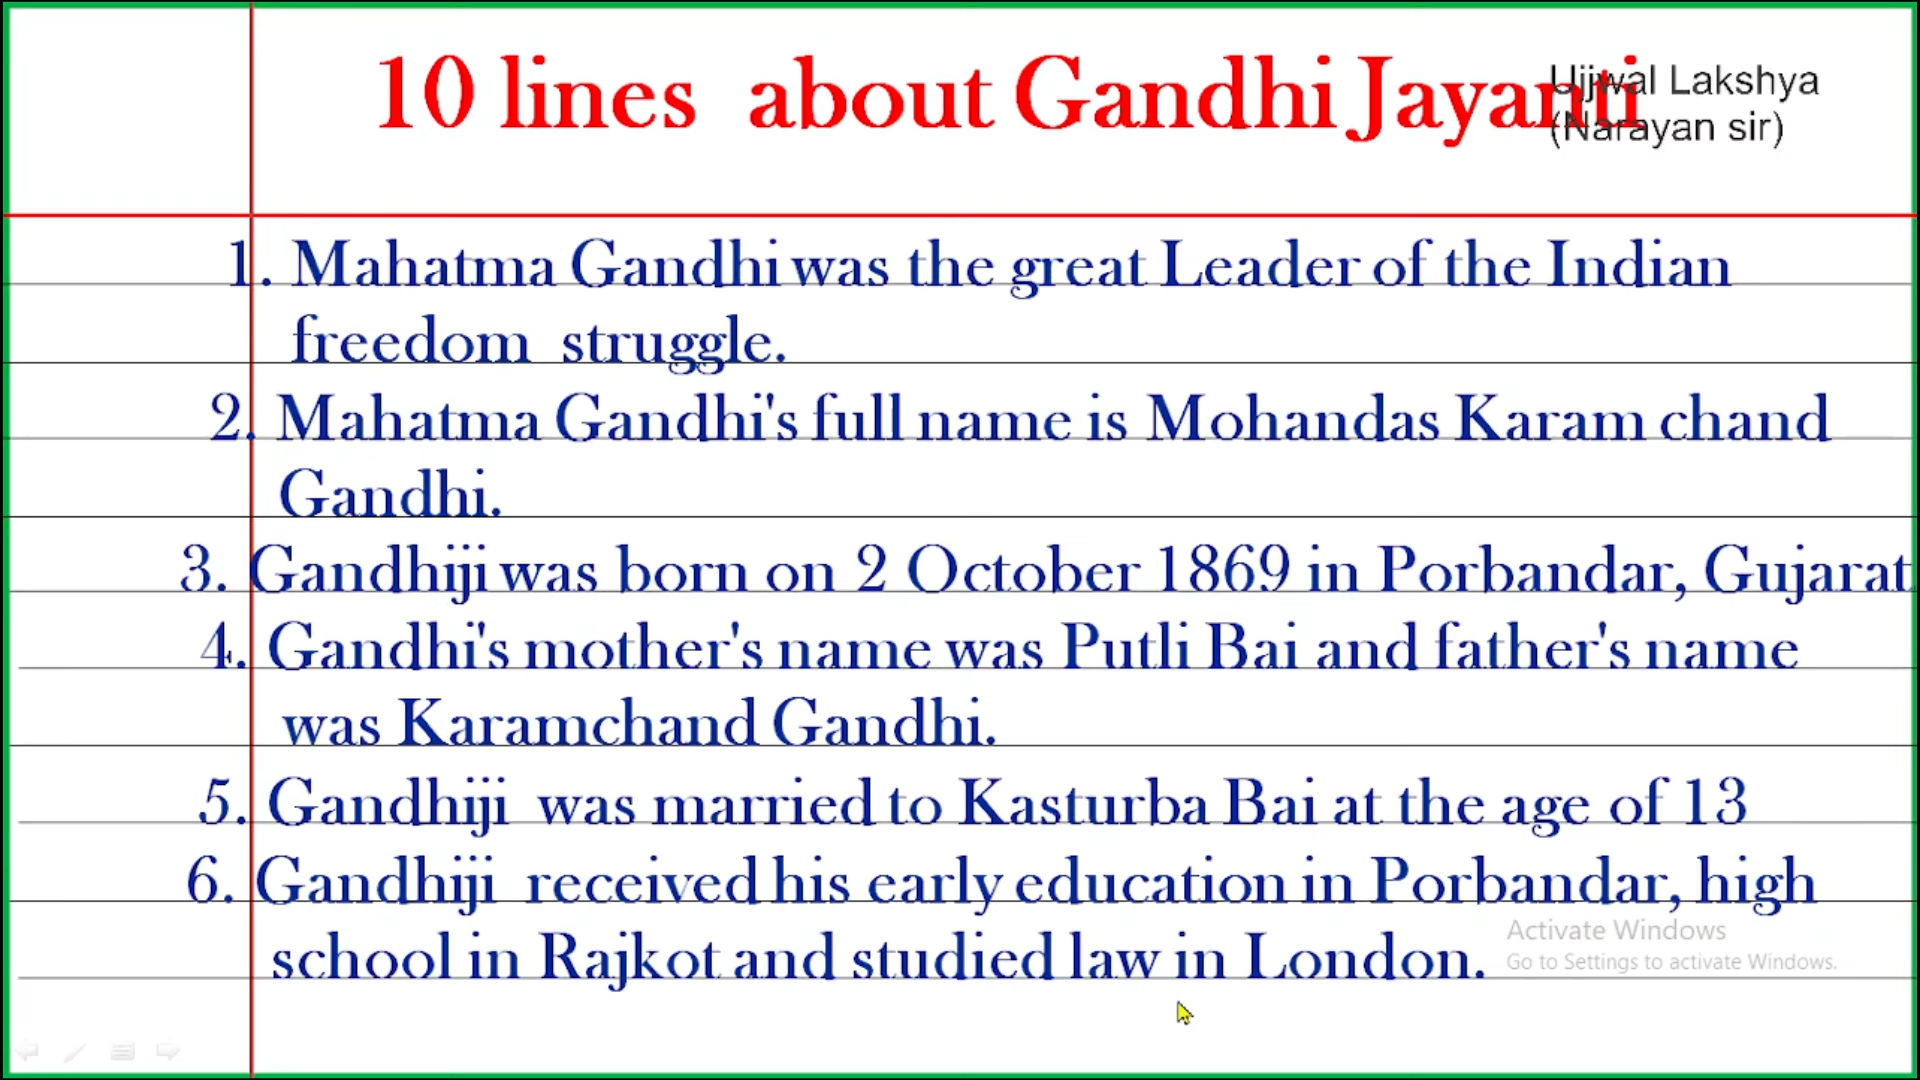 10 lines about Gandhi Jayanti
Ujjwal Lakshya
(Narayan sir)
1. Mahatma Gandhi was the great Leader of the Indian
freedom struggle.
2. Mahatma Gandhi's full name is Mohandas Karam chand
Gandhi.
3. Gandhiji was born on 2 October 1869 in Porbandar, Gujarat
4. Gandhi's mother's name was Putli Bai and father's name
was Karamchand Gandhi.
5. Gandhiji was married to Kasturba Bai at the age of 13
6. Gandhiji received his early education in Porbandar, high
school in Rajkot and studied law in London.
Activate Windows
Go to Settings to activate Windows.